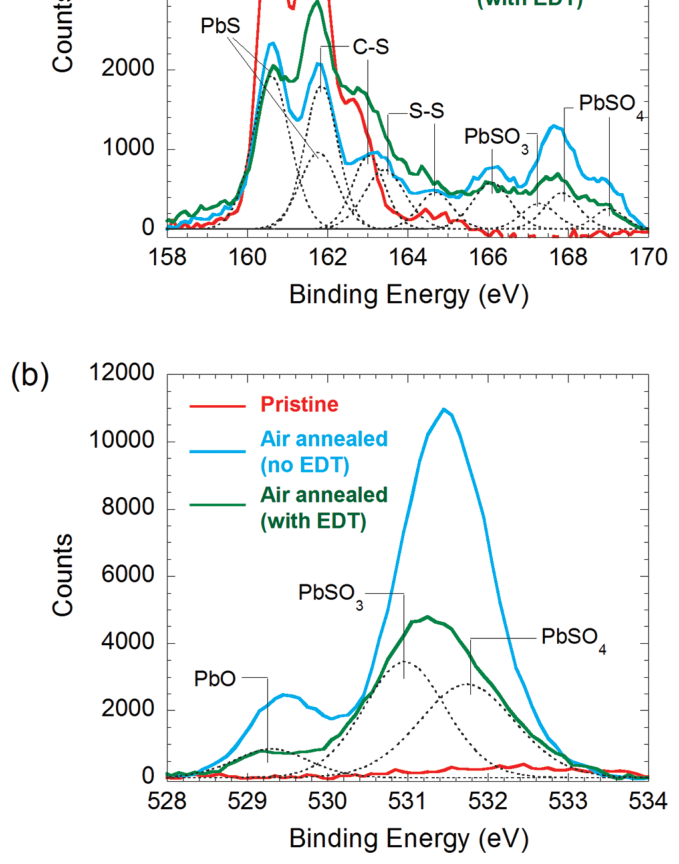 (with EDT)
Counts
PbS
C-S
S-S
PbSO3
PbSO4
2000
1000
0
158 160 162 164 166 168 170
Binding Energy (eV)
(b)
12000
10000
8000
6000
4000
2000
0
Pristine
Air annealed
(no EDT)
Air annealed
(with EDT)
Counts
PbSO3
PbSO4
PbO
528 529 530 531 532 533 534
Binding Energy (eV)